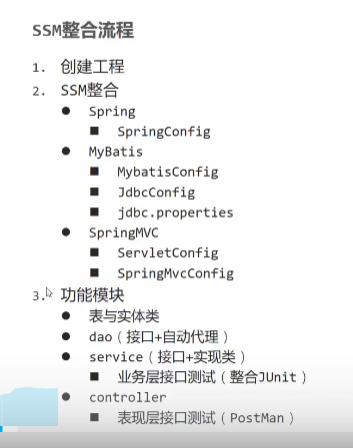 SSM整合流程
1. 创建工程
2. SSM整合
● Spring
■ SpringConfig
● MyBatis
■ MybatisConfig
■ JdbcConfig
■ jdbc.properties
● SpringMVC
■ ServletConfig
■ SpringMvcConfig
3. 功能模块
● 表与实体类
● dao（接口+自动代理）
● service（接口+实现类）
■ 业务层接口测试（整合JUnit）
● controller
■ 表现层接口测试（PostMan）